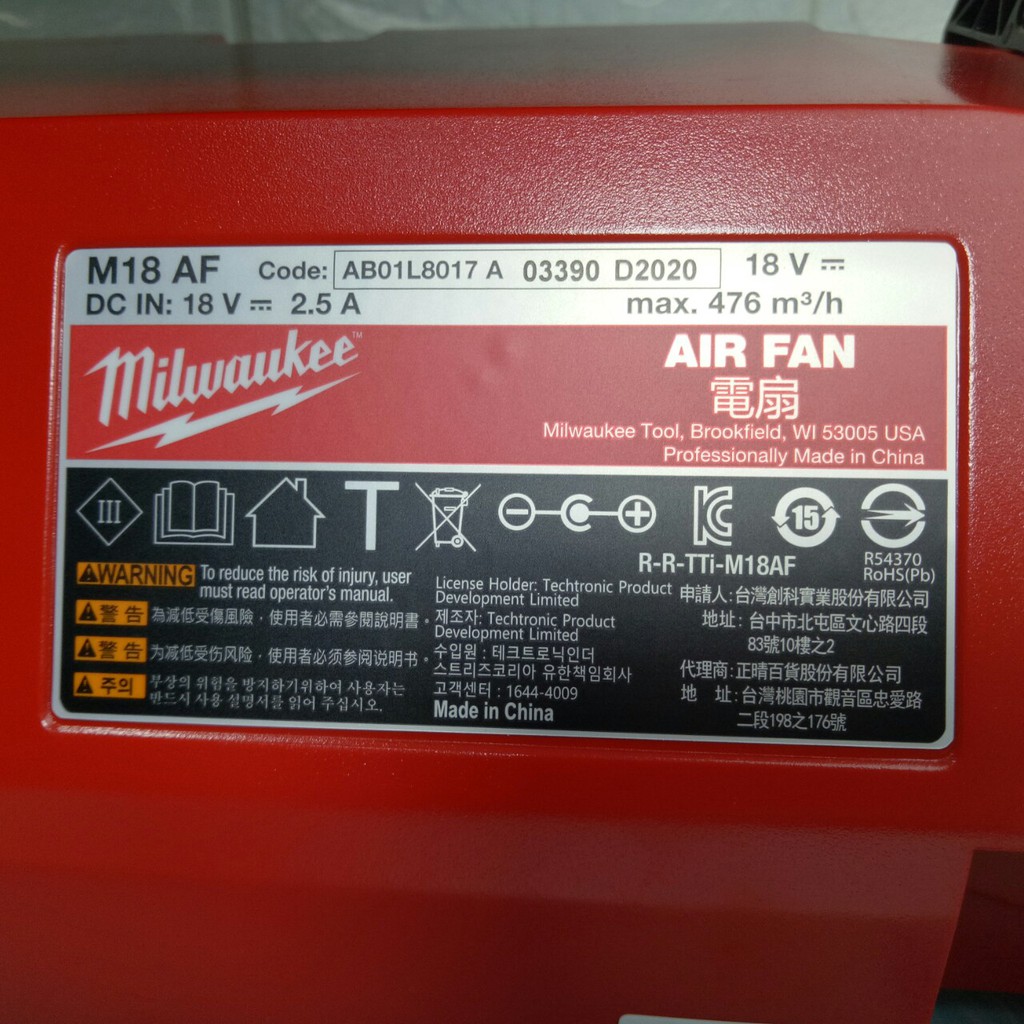 M18 AF Code: AB01L8017 A 03390 D2020 18 V
DC IN: 18 V 2.5 A max. 476 m³/h
Milwaukee™
AIR FAN
電扇
Milwaukee Tool, Brookfield, WI 53005 USA
Professionally Made in China
III
T
15
R-R-TTi-M18AF
R54370
RoHS(Pb)
WARNING To reduce the risk of injury, user
must read operator's manual.
警告 為減低受傷風險，使用者必需參閱說明書。
警告 为减低受伤风险，使用者必须参阅说明书。
주의 부상의 위험을 방지하기위하여 사용자는
반드시 사용 설명서를 읽어 주십시오.
License Holder: Techtronic Product
Development Limited
제조자: Techtronic Product
Development Limited
수입원 : 테크트로닉인더
스트리즈코리아 유한책임회사
고객센터 : 1644-4009
Made in China
申請人:台灣創科實業股份有限公司
地址: 台中市北屯區文心路四段
83號10樓之2
代理商:正晴百貨股份有限公司
地 址:台灣桃園市觀音區忠愛路
二段198之176號